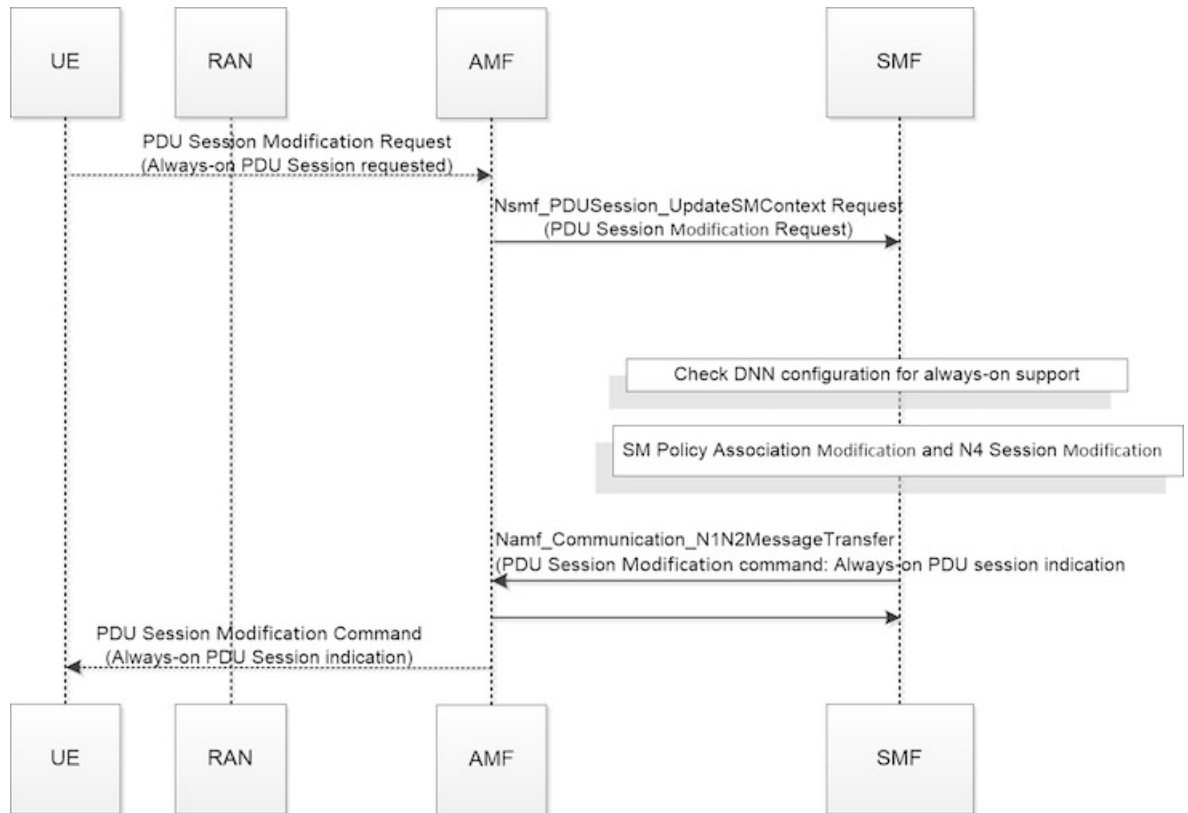 UE
RAN
AMF
SMF
PDU Session Modification Request
(Always-on PDU Session requested)
Nsmf_PDUSession_UpdateSMContext Request
(PDU Session Modification Request)
Check DNN configuration for always-on support
SM Policy Association Modification and N4 Session Modification
Namf_Communication_N1N2MessageTransfer
(PDU Session Modification command: Always-on PDU session indication
PDU Session Modification Command
(Always-on PDU Session indication)
UE
RAN
AMF
SMF